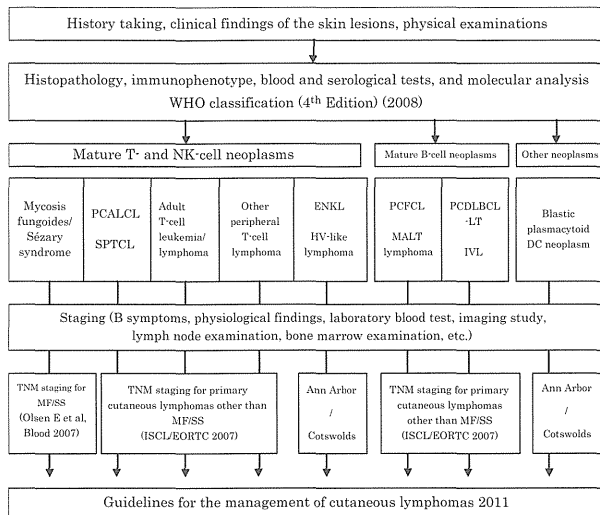 History taking, clinical findings of the skin lesions, physical examinations
Histopathology, immunophenotype, blood and serological tests, and molecular analysis
WHO classification (4th Edition) (2008)
Mature T- and NK-cell neoplasms
Mature B-cell neoplasms
Other neoplasms
Mycosis
fungoides/
Sézary
syndrome
PCALCL
SPTCL
Adult
T-cell
leukemia/
lymphoma
Other
peripheral
T-cell
lymphoma
ENKL
HV-like
lymphoma
PCFCL
MALT
lymphoma
PCDLBCL
-LT
IVL
Blastic
plasmacytoid
DC neoplasm
Staging (B symptoms, physiological findings, laboratory blood test, imaging study,
lymph node examination, bone marrow examination, etc.)
TNM staging for
MF/SS
(Olsen E et al,
Blood 2007)
TNM staging for primary
cutaneous lymphomas
other than MF/SS
(ISCL/EORTC 2007)
Ann Arbor
/
Cotswolds
TNM staging for primary
cutaneous lymphomas
other than MF/SS
(ISCL/EORTC 2007)
Ann Arbor
/
Cotswolds
Guidelines for the management of cutaneous lymphomas 2011